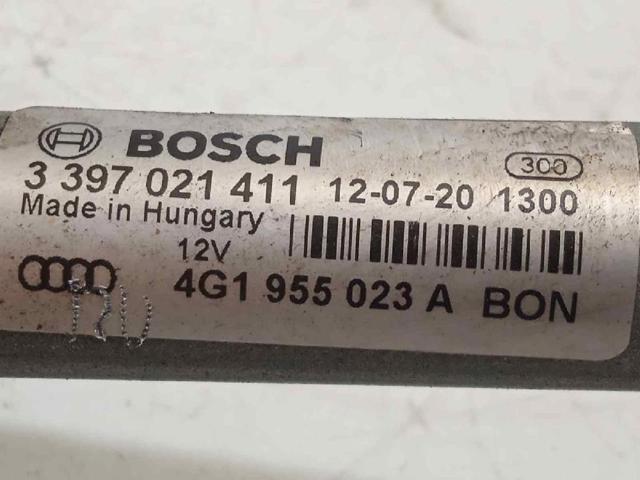 BOSCH 300
3 397 021 411 12-07-20 1300
Made in Hungary
12V
4G1 955 023 A BON